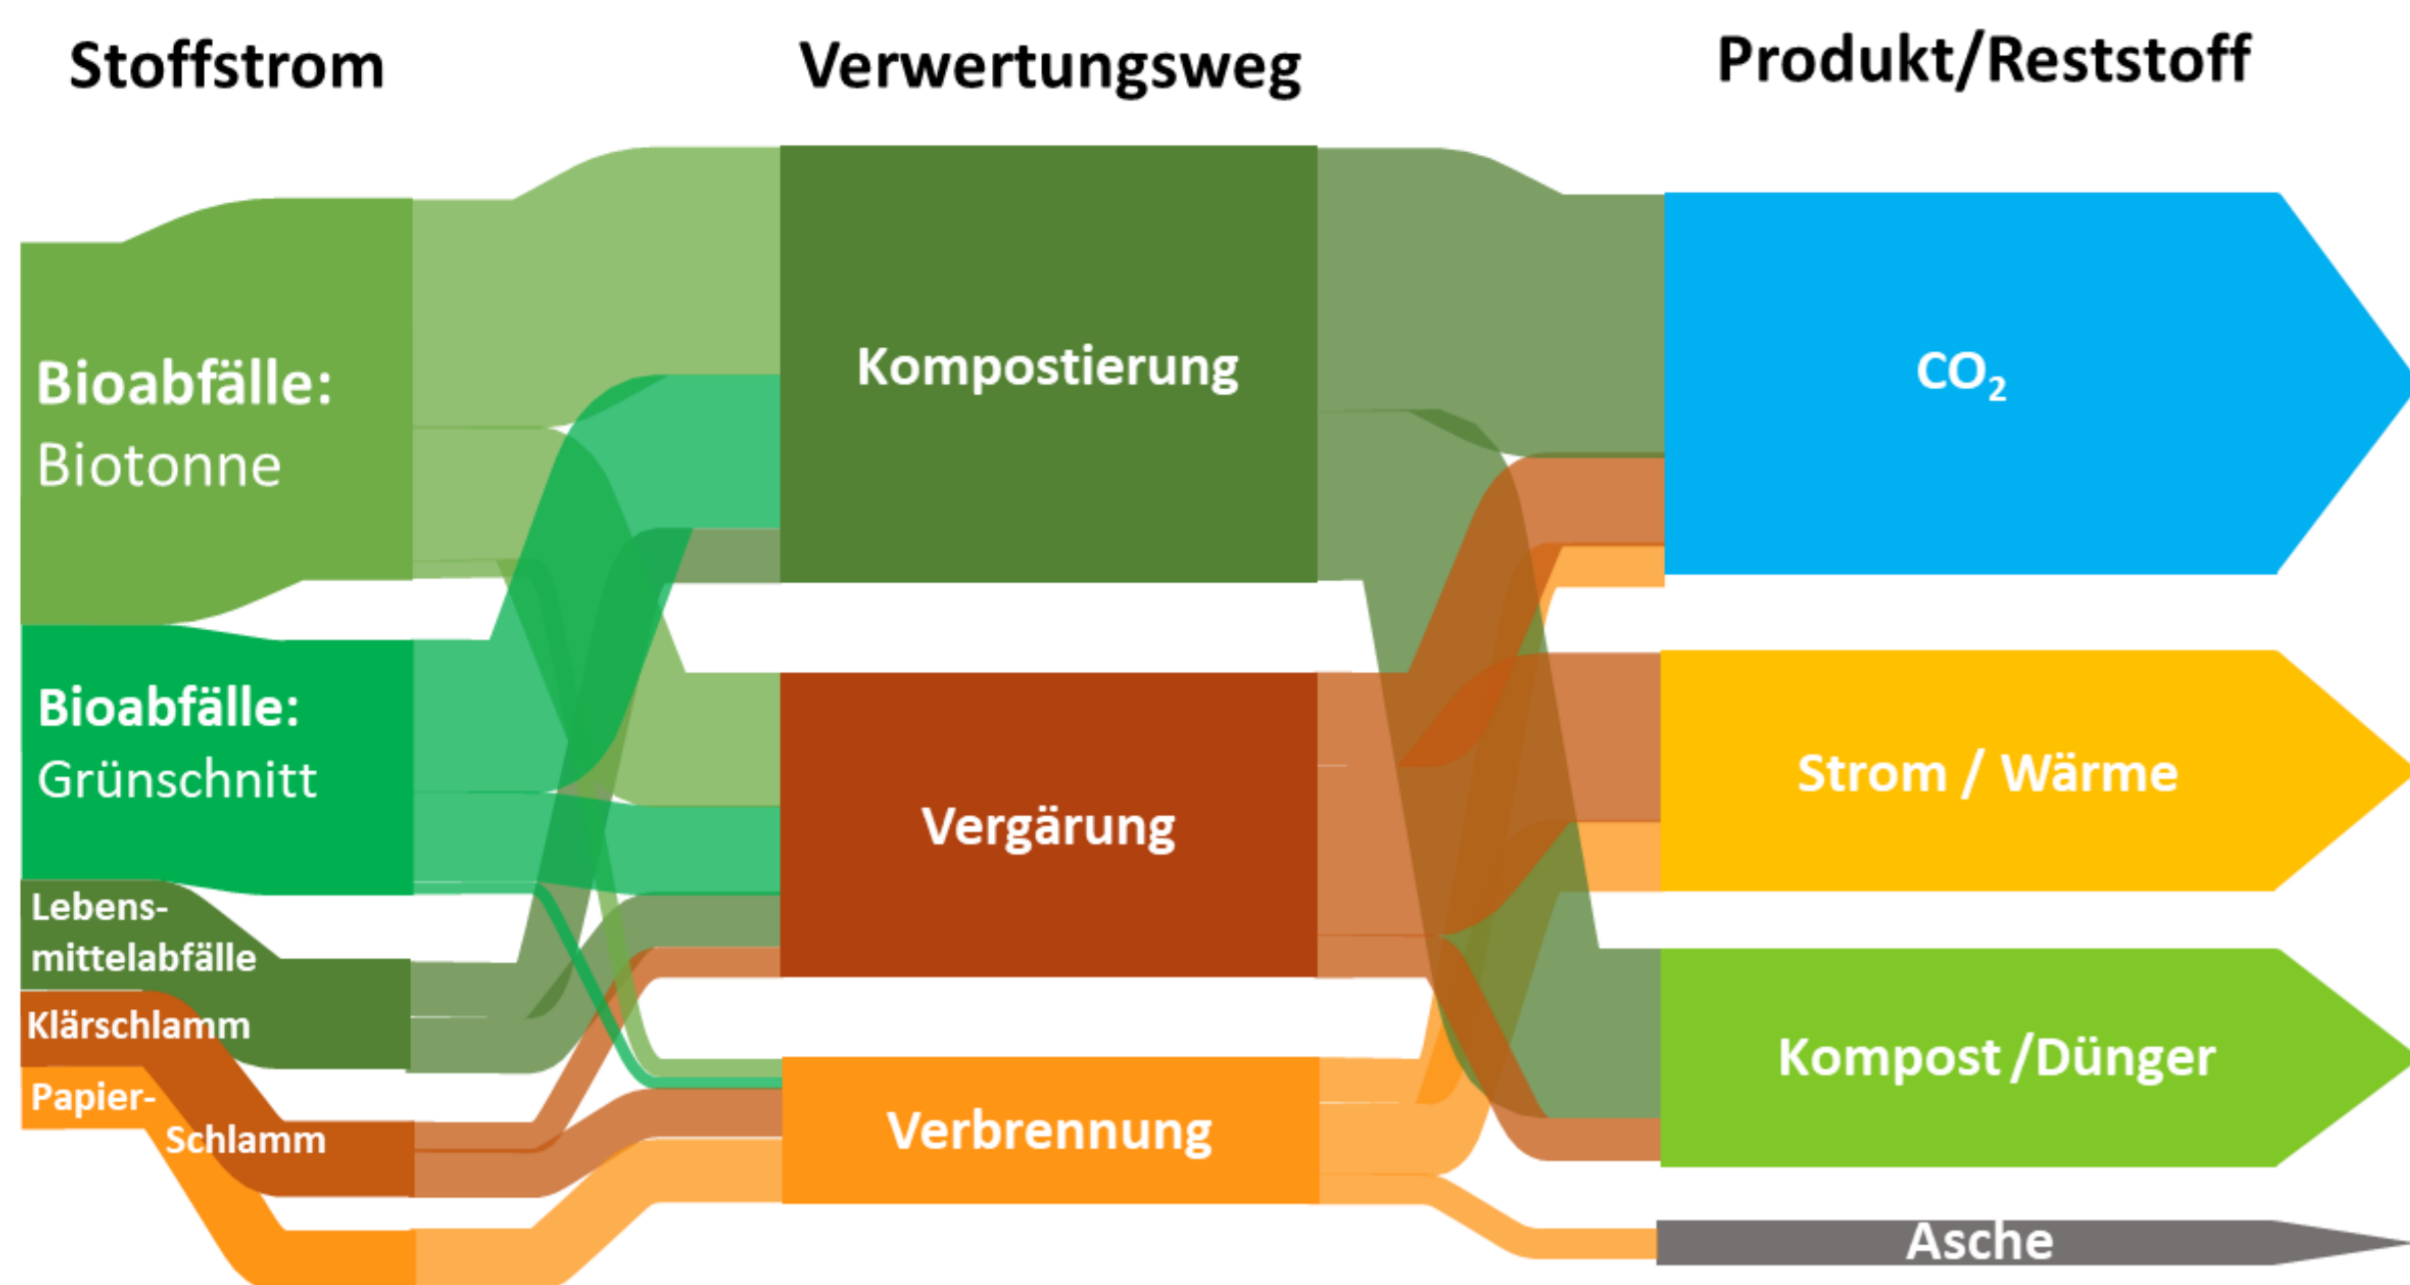 Stoffstrom
Verwertungsweg
Produkt/Reststoff
Bioabfälle:
Biotonne
Bioabfälle:
Grünschnitt
Lebens-
mittelabfälle
Klärschlamm
Papier-
Schlamm
Kompostierung
Vergärung
Verbrennung
CO₂
Strom / Wärme
Kompost /Dünger
Asche